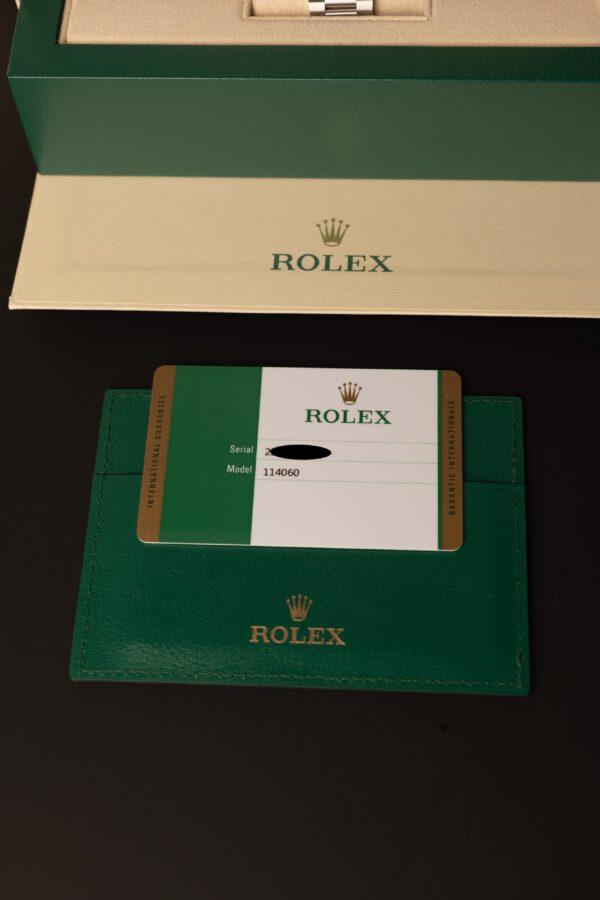 ROLEX
INTERNATIONAL GUARANTEE
ROLEX
Serial 2
Model 114060
GARANTIE INTERNATIONALE
ROLEX